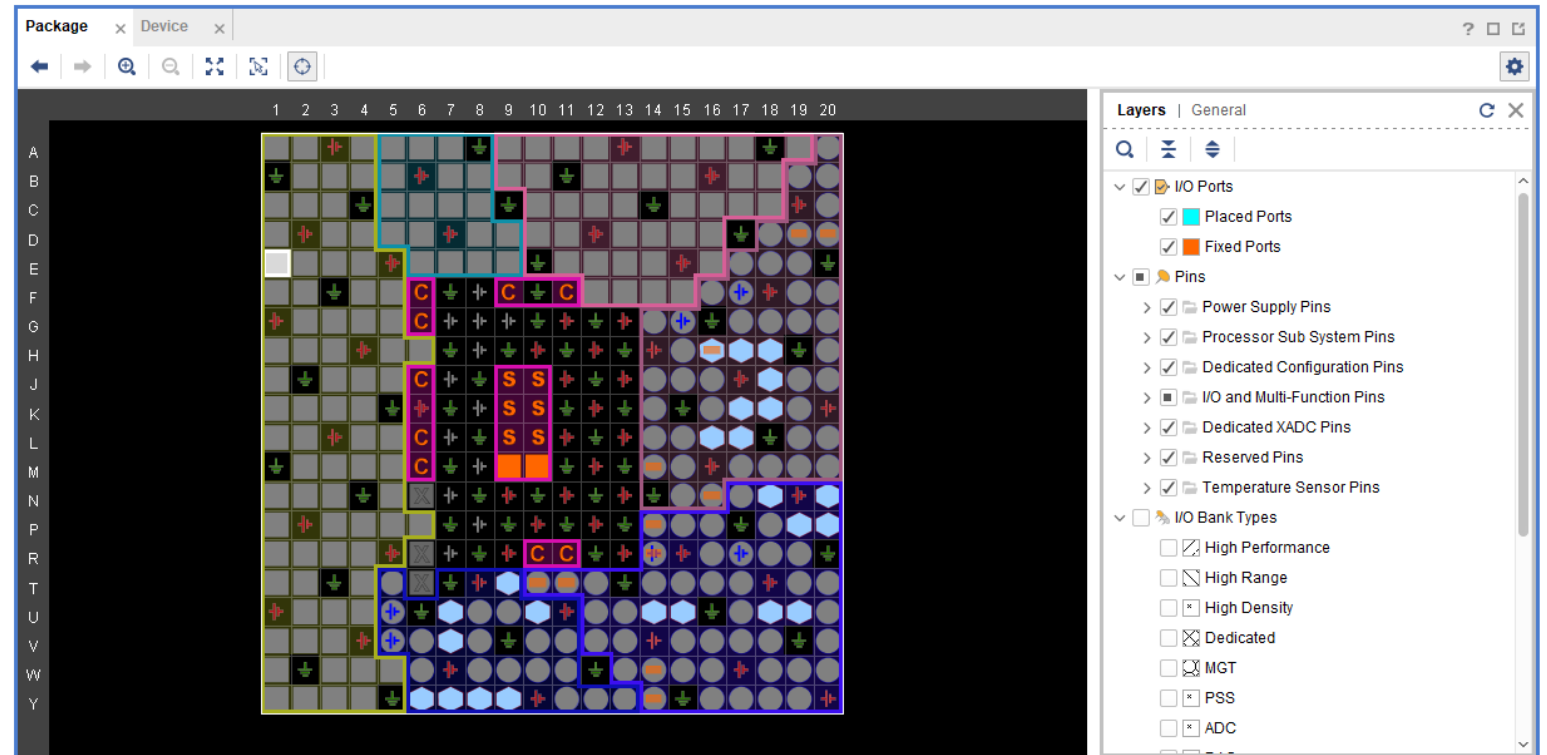 Package Device ?
1 2 3 4 5 6 7 8 9 10 11 12 13 14 15 16 17 18 19 20
Layers | General
A
B
C
D
E
F C C C
G C
H
J C S S
K S S
L C S S
M C
N X
P
R X C C
T X
U
V
W
Y
I/O Ports
Placed Ports
Fixed Ports
Pins
Power Supply Pins
Processor Sub System Pins
Dedicated Configuration Pins
I/O and Multi-Function Pins
Dedicated XADC Pins
Reserved Pins
Temperature Sensor Pins
I/O Bank Types
High Performance
High Range
High Density
Dedicated
MGT
PSS
ADC